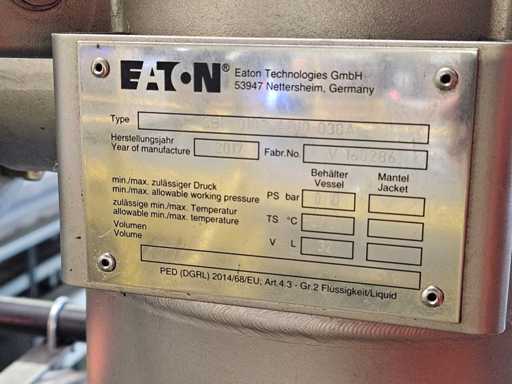 EATON® Eaton Technologies GmbH
53947 Nettersheim, Germany
Type 030A
Herstellungsjahr
Year of manufacture 2017 Fabr.No.
Behälter Mantel
Vessel Jacket
min./max. zulässiger Druck
min./max. allowable working pressure PS bar
zulässige min./max. Temperatur
allowable min./max. temperature TS °C
Volumen
Volume V L
PED (DGRL) 2014/68/EU; Art.4.3 - Gr.2 Flüssigkeit/Liquid